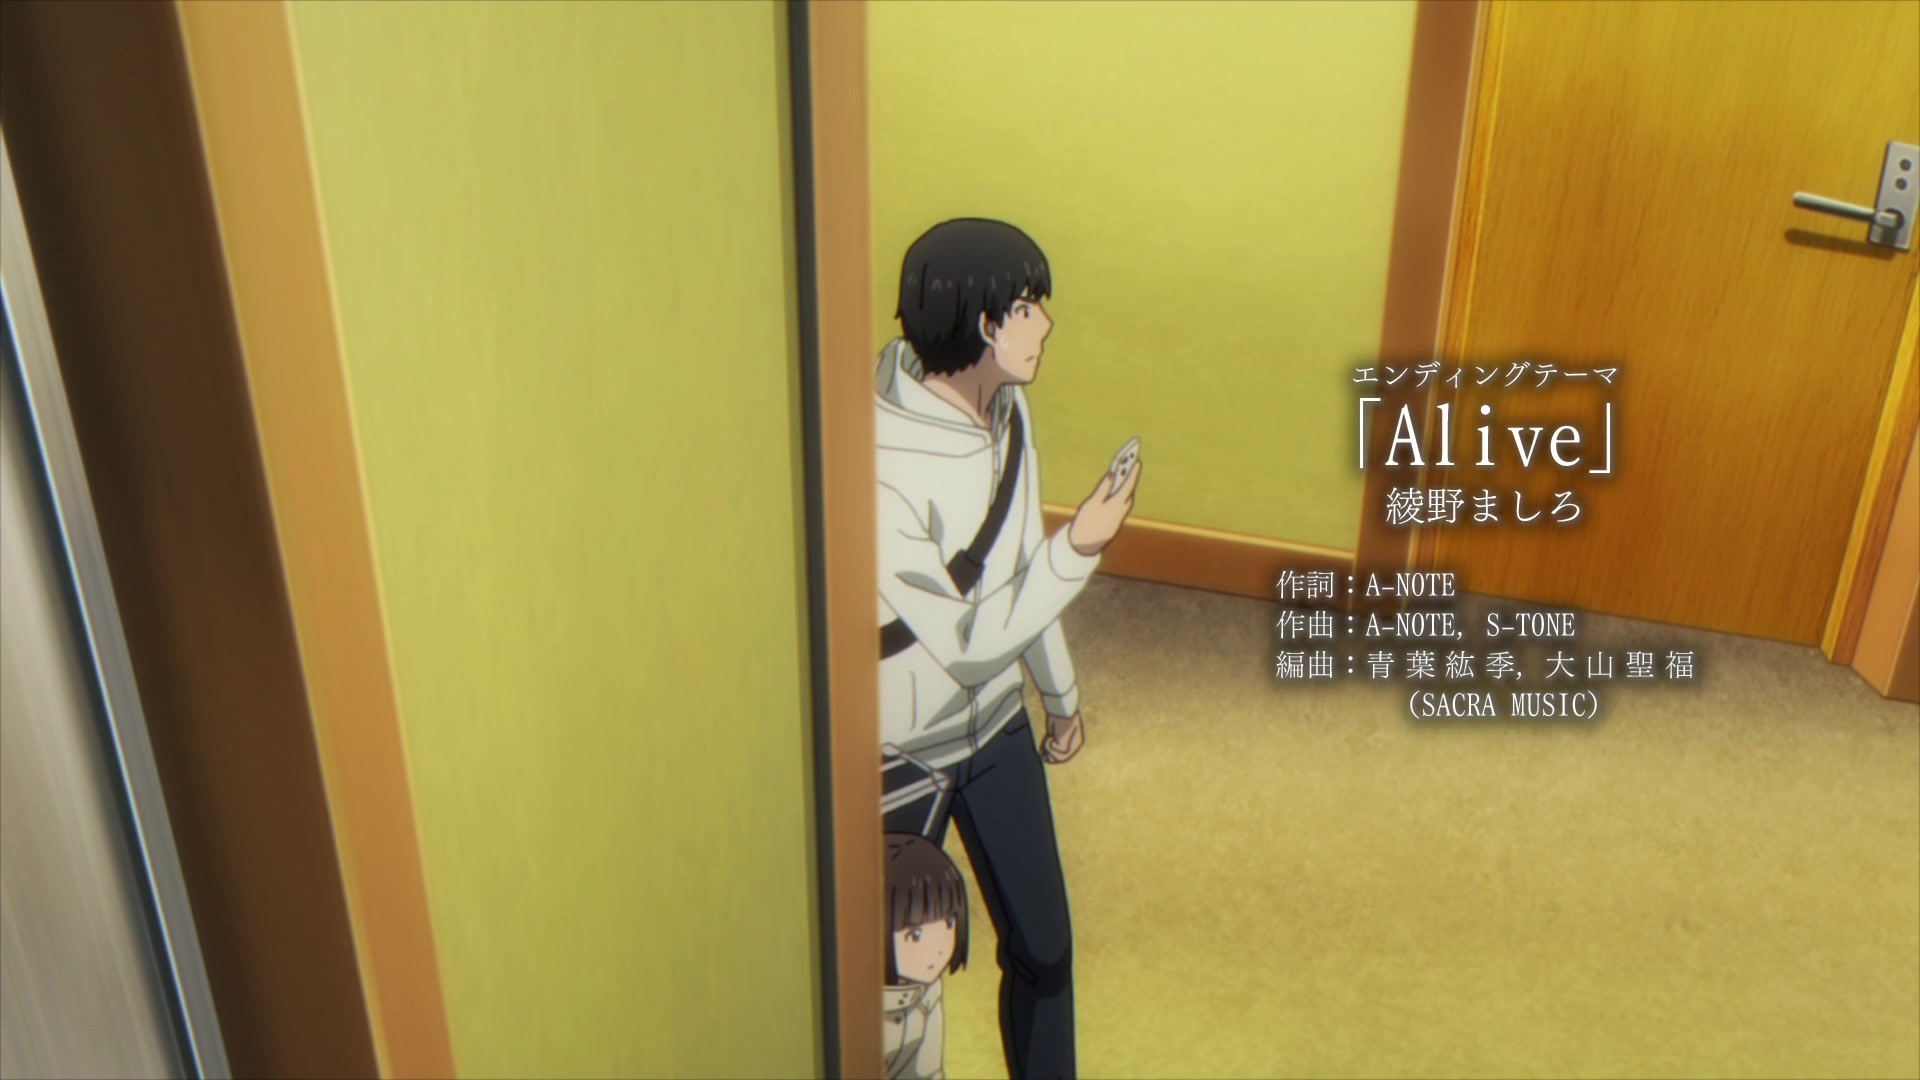 エンディングテーマ
「Alive」
綾野ましろ
作詞：A-NOTE
作曲：A-NOTE, S-TONE
編曲：青葉紘季, 大山聖福
（SACRA MUSIC）